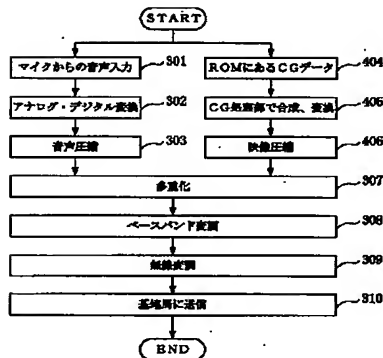 START
マイクからの音声入力
301
ROMにあるCGデータ
404
アナログ・デジタル変換
302
CG処理部で合成、変換
405
音声圧縮
303
映像圧縮
406
多重化
307
ベースバンド変調
308
無線変調
309
基地局に送信
310
END